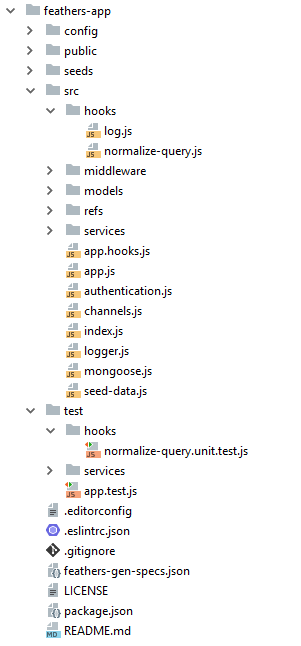 feathers-app
config
public
seeds
src
hooks
log.js
normalize-query.js
middleware
models
refs
services
app.hooks.js
app.js
authentication.js
channels.js
index.js
logger.js
mongoose.js
seed-data.js
test
hooks
normalize-query.unit.test.js
services
app.test.js
.editorconfig
.eslintrc.json
.gitignore
feathers-gen-specs.json
LICENSE
package.json
README.md